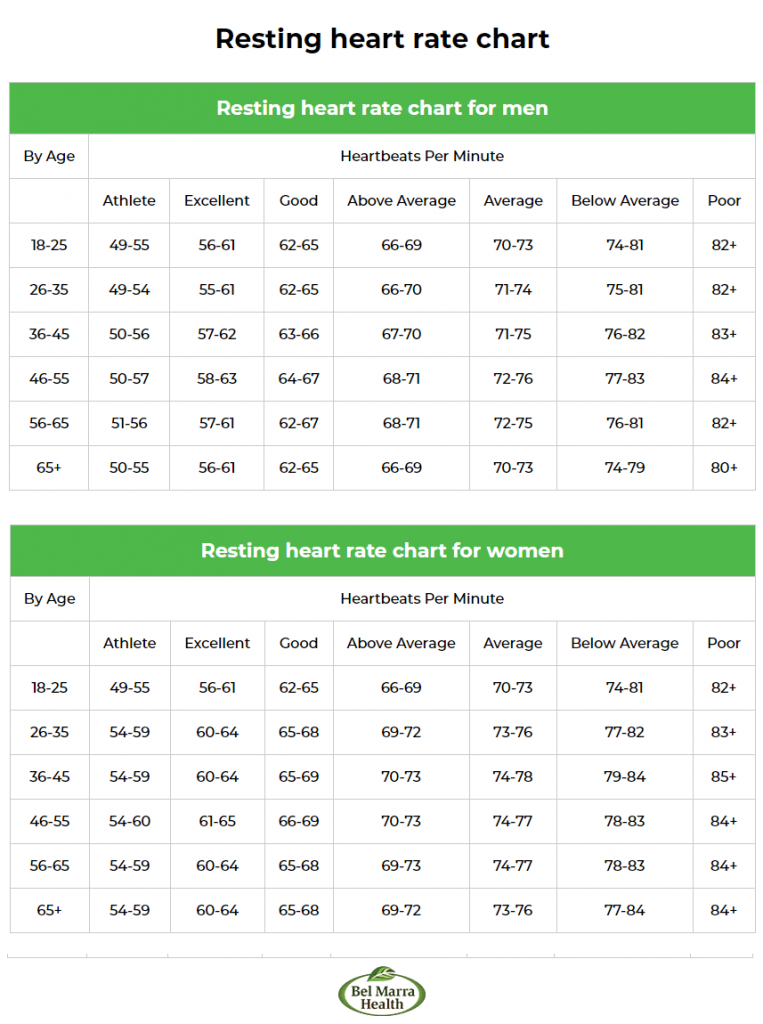 Resting heart rate chart
Resting heart rate chart for men
By Age Heartbeats Per Minute
Athlete Excellent Good Above Average Average Below Average Poor
18-25 49-55 56-61 62-65 66-69 70-73 74-81 82+
26-35 49-54 55-61 62-65 66-70 71-74 75-81 82+
36-45 50-56 57-62 63-66 67-70 71-75 76-82 83+
46-55 50-57 58-63 64-67 68-71 72-76 77-83 84+
56-65 51-56 57-61 62-67 68-71 72-75 76-81 82+
65+ 50-55 56-61 62-65 66-69 70-73 74-79 80+
Resting heart rate chart for women
By Age Heartbeats Per Minute
Athlete Excellent Good Above Average Average Below Average Poor
18-25 49-55 56-61 62-65 66-69 70-73 74-81 82+
26-35 54-59 60-64 65-68 69-72 73-76 77-82 83+
36-45 54-59 60-64 65-69 70-73 74-78 79-84 85+
46-55 54-60 61-65 66-69 70-73 74-77 78-83 84+
56-65 54-59 60-64 65-68 69-73 74-77 78-83 84+
65+ 54-59 60-64 65-68 69-72 73-76 77-84 84+
Bel Marra
Health